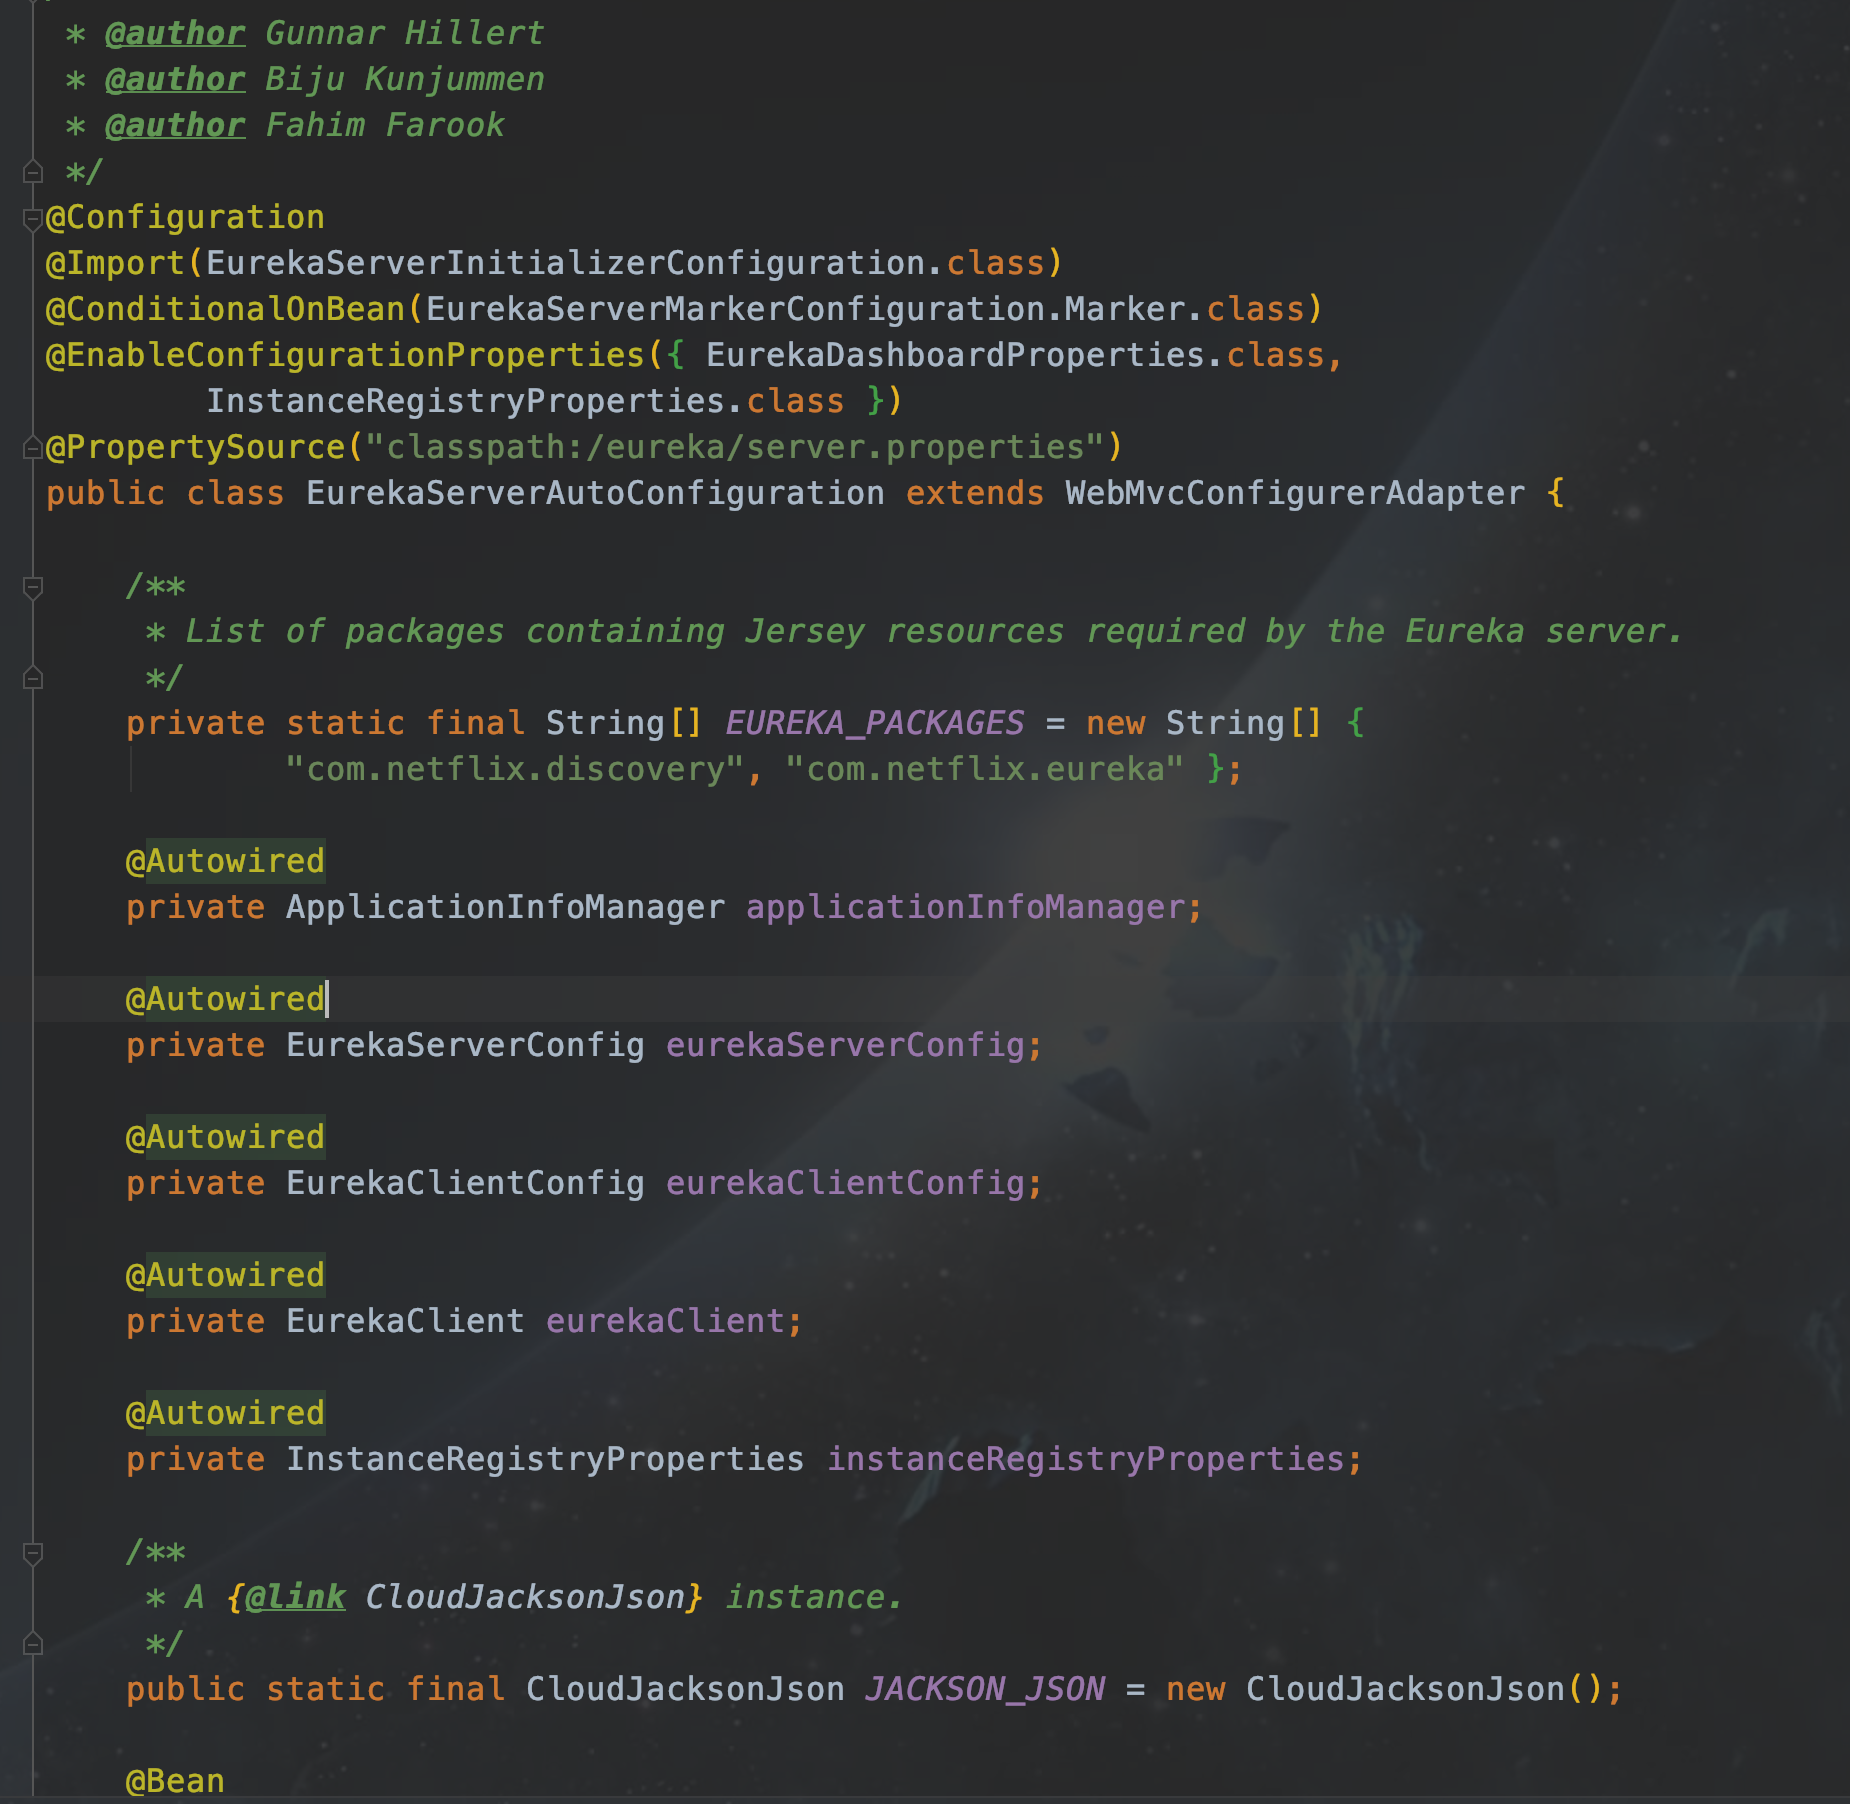 * @author Gunnar Hillert
* @author Biju Kunjummen
* @author Fahim Farook
*/
@Configuration
@Import(EurekaServerInitializerConfiguration.class)
@ConditionalOnBean(EurekaServerMarkerConfiguration.Marker.class)
@EnableConfigurationProperties({ EurekaDashboardProperties.class,
InstanceRegistryProperties.class })
@PropertySource("classpath:/eureka/server.properties")
public class EurekaServerAutoConfiguration extends WebMvcConfigurerAdapter {
/**
* List of packages containing Jersey resources required by the Eureka server.
*/
private static final String[] EUREKA_PACKAGES = new String[] {
"com.netflix.discovery", "com.netflix.eureka" };
@Autowired
private ApplicationInfoManager applicationInfoManager;
@Autowired
private EurekaServerConfig eurekaServerConfig;
@Autowired
private EurekaClientConfig eurekaClientConfig;
@Autowired
private EurekaClient eurekaClient;
@Autowired
private InstanceRegistryProperties instanceRegistryProperties;
/**
* A {@link CloudJacksonJson} instance.
*/
public static final CloudJacksonJson JACKSON_JSON = new CloudJacksonJson();
@Bean